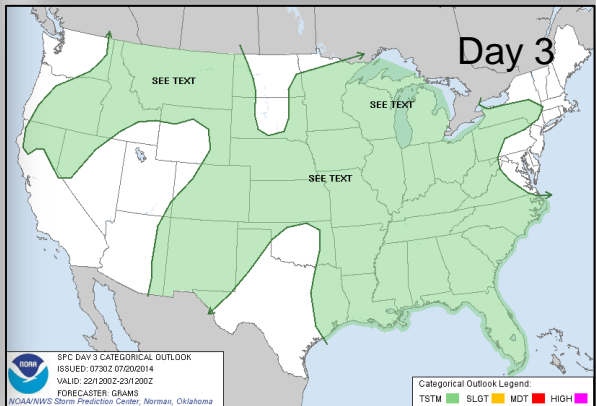 Day 3
SEE TEXT
SEE TEXT
SEE TEXT
SPC DAY 3 CATEGORICAL OUTLOOK
ISSUED: 0730Z 07/20/2014
VALID: 22/1200Z-23/1200Z
FORECASTER: GRAMS
NOAA/NWS Storm Prediction Center, Norman, Oklahoma
NOAA
Categorical Outlook Legend:
TSTM SLGT MDT HIGH